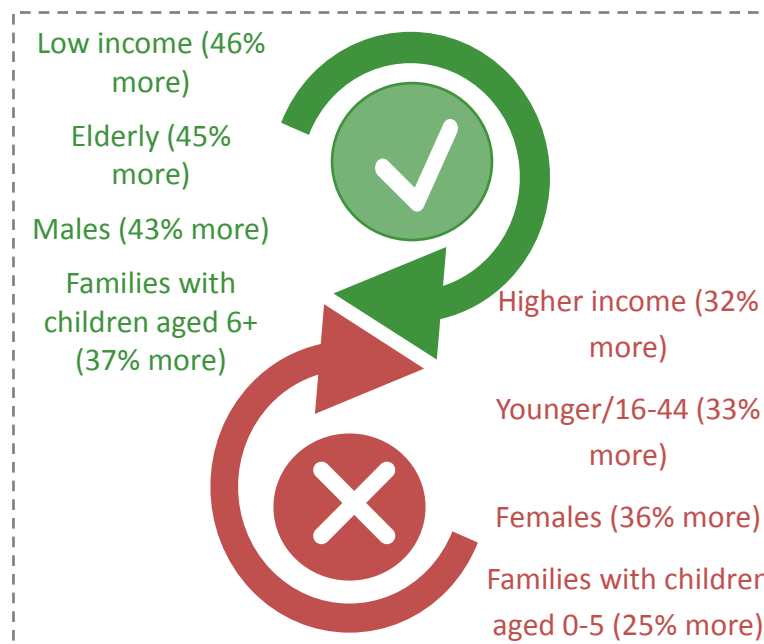 Low income (46%
more)
Elderly (45%
more)
Males (43% more)
Families with
children aged 6+
(37% more)
Higher income (32%
more)
Younger/16-44 (33%
more)
Females (36% more)
Families with children
aged 0-5 (25% more)